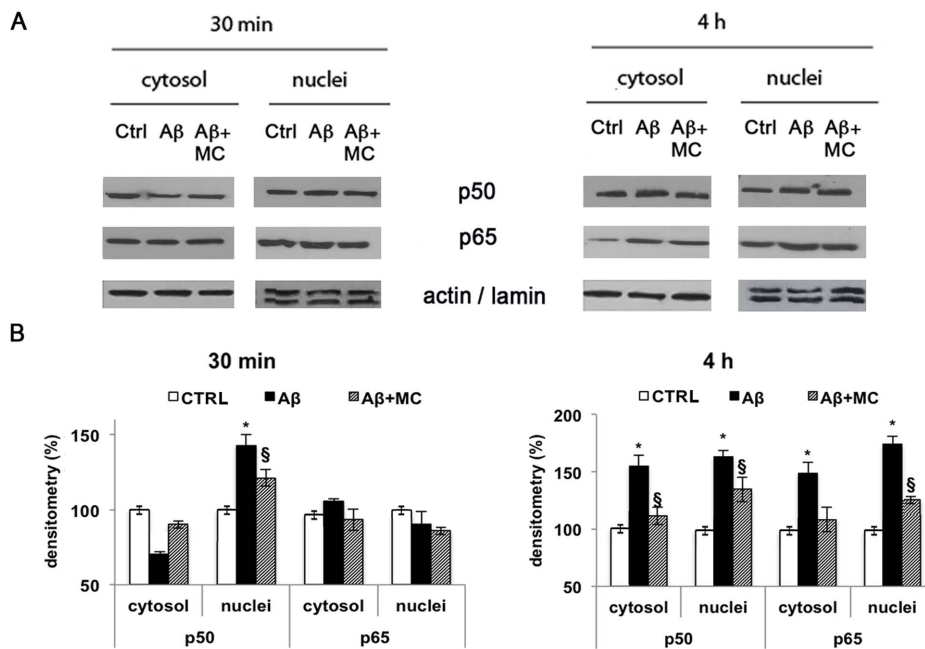 A
30 min
4 h
cytosol
nuclei
cytosol
nuclei
Ctrl Aβ Aβ+ MC
Ctrl Aβ Aβ+ MC
Ctrl Aβ Aβ+ MC
Ctrl Aβ Aβ+ MC
p50
p65
actin / lamin
B
30 min
CTRL Aβ Aβ+MC
densitometry (%)
150
100
50
* §
cytosol nuclei cytosol nuclei
p50 p65
4 h
CTRL Aβ Aβ+MC
densitometry (%)
200
150
100
50
* § * § * * §
cytosol nuclei cytosol nuclei
p50 p65